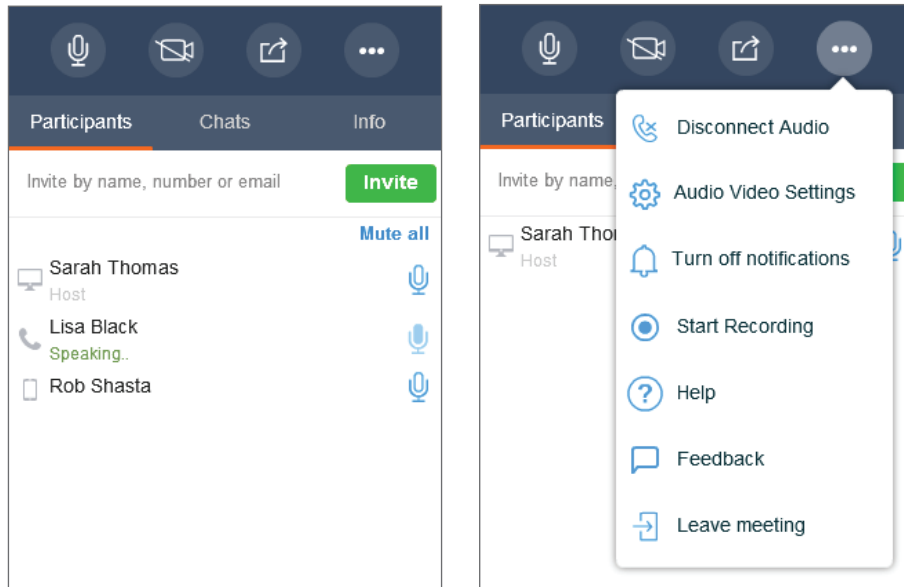 Participants
Chats
Info
Invite by name, number or email
Invite
Mute all
Sarah Thomas
Host
Lisa Black
Speaking..
Rob Shasta
Participants
Invite by name,
Sarah Thor
Host
Disconnect Audio
Audio Video Settings
Turn off notifications
Start Recording
Help
Feedback
Leave meeting